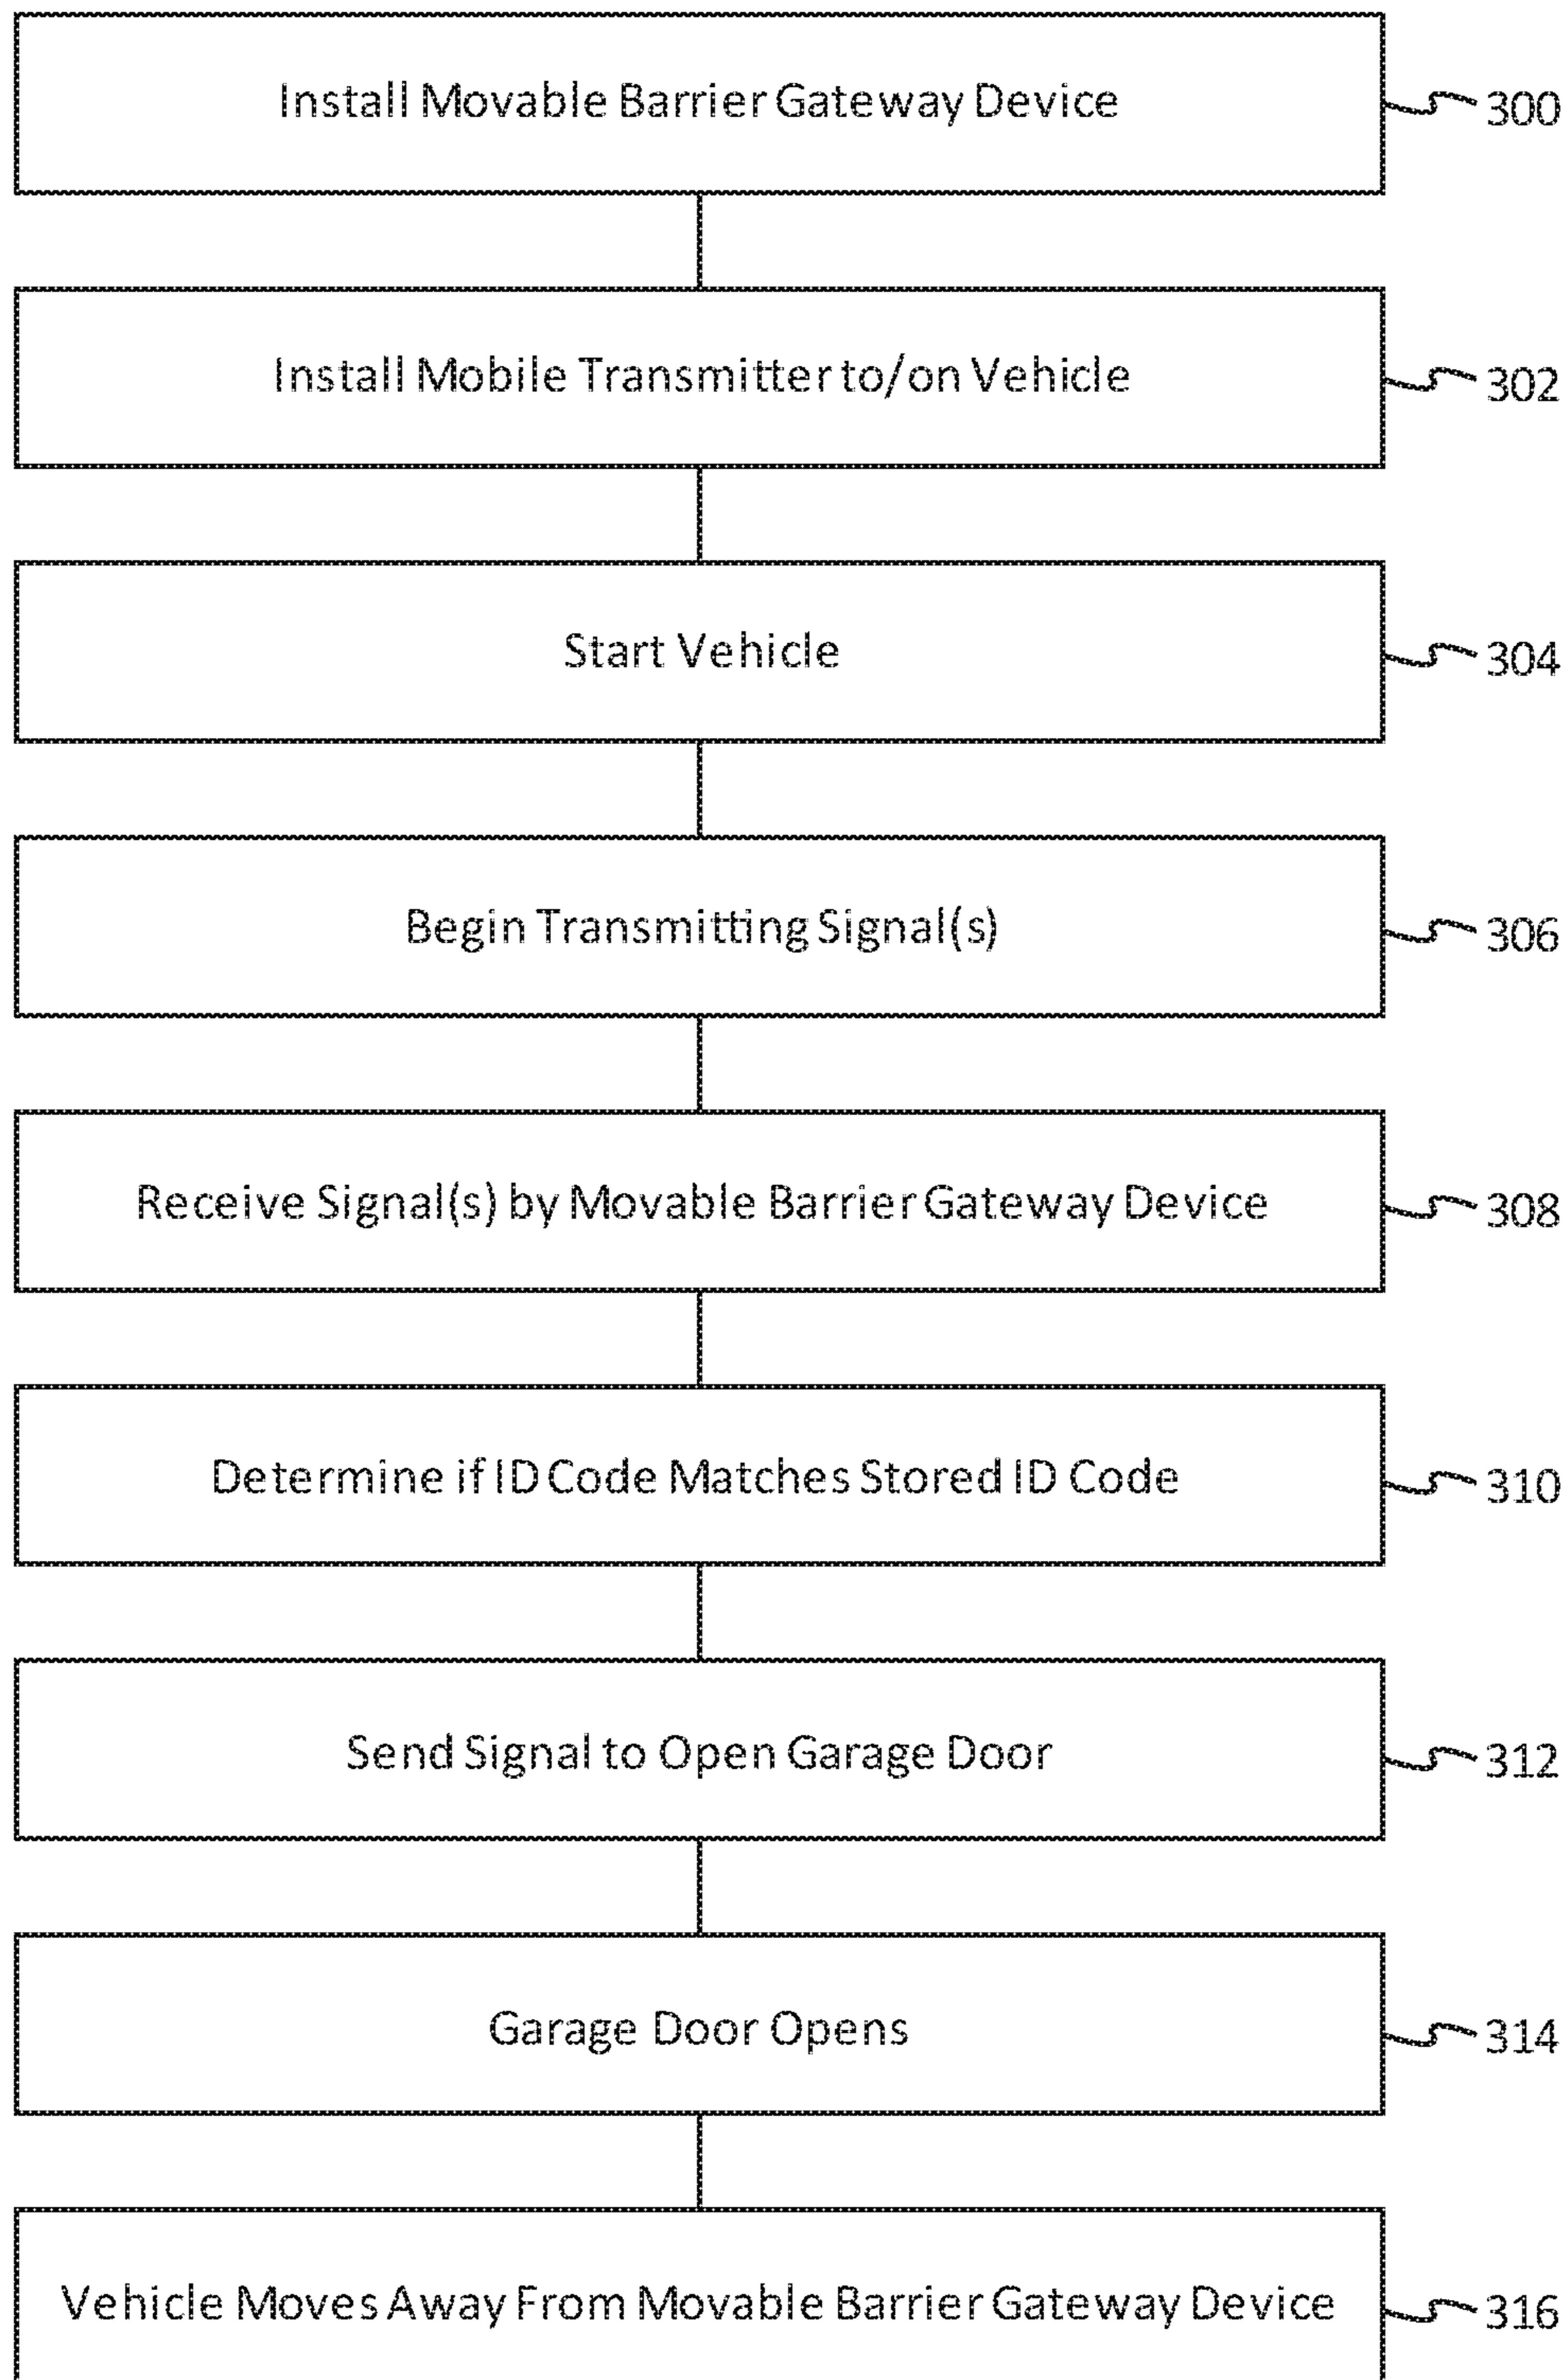 Install Movable Barrier Gateway Device
300
Install Mobile Transmitter to/on Vehicle
302
Start Vehicle
304
Begin Transmitting Signal(s)
306
Receive Signal(s) by Movable Barrier Gateway Device
308
Determine if ID Code Matches Stored ID Code
310
Send Signal to Open Garage Door
312
Garage Door Opens
314
Vehicle Moves Away From Movable Barrier Gateway Device
316